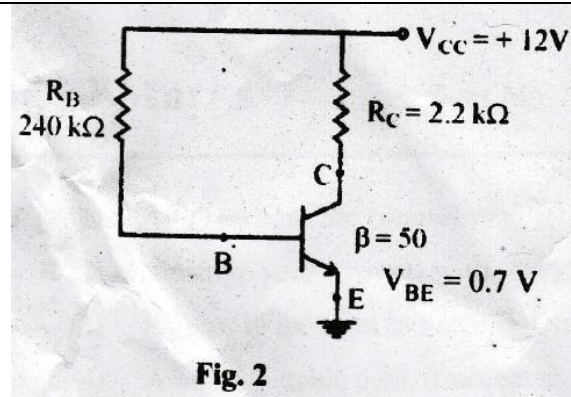 V_CC = + 12V
R_B
240 kΩ
R_C = 2.2 kΩ
C
β = 50
B
V_BE = 0.7 V
E
Fig. 2